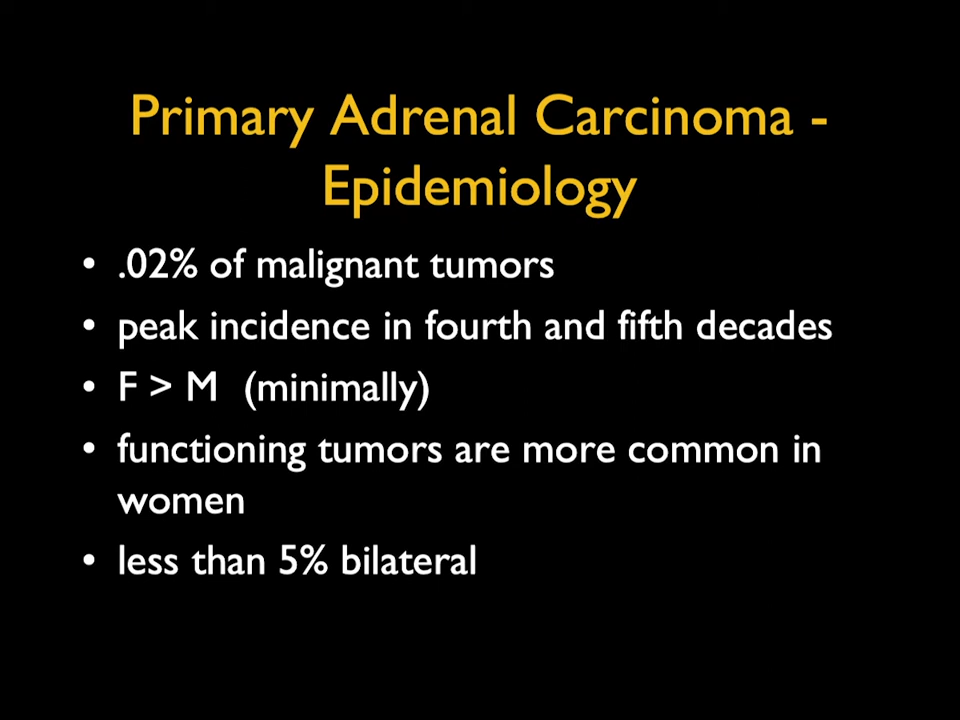 Primary Adrenal Carcinoma -
Epidemiology
• .02% of malignant tumors
• peak incidence in fourth and fifth decades
• F > M (minimally)
• functioning tumors are more common in
women
• less than 5% bilateral